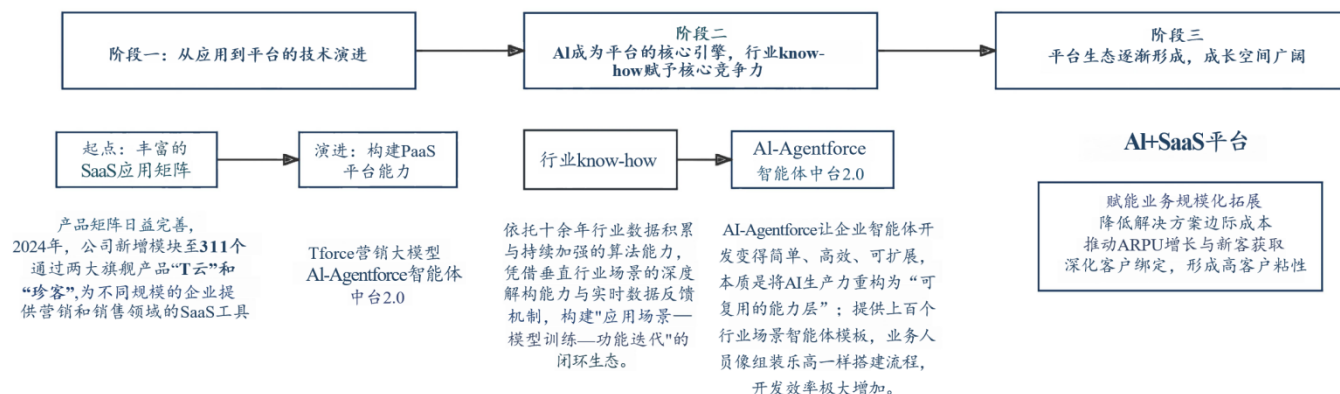 阶段一：从应用到平台的技术演进
阶段二
AI成为平台的核心引擎，行业know-
how赋予核心竞争力
阶段三
平台生态逐渐形成，成长空间广阔
起点：丰富的
SaaS应用矩阵
演进：构建PaaS
平台能力
行业know-how
AI-Agentforce
智能体中台2.0
AI+SaaS平台
产品矩阵日益完善，
2024年，公司新增模块至311个
通过两大旗舰产品“T云”和
“珍客”,为不同规模的企业提
供营销和销售领域的SaaS工具
Tforce营销大模型
AI-Agentforce智能体
中台2.0
依托十余年行业数据积累
与持续加强的算法能力，
凭借垂直行业场景的深度
解构能力与实时数据反馈
机制，构建"应用场景—
模型训练—功能迭代"的
闭环生态。
AI-Agentforce让企业智能体开
发变得简单、高效、可扩展，
本质是将AI生产力重构为“可
复用的能力层”；提供上百个
行业场景智能体模板，业务人
员像组装乐高一样搭建流程，
开发效率极大增加。
赋能业务规模化拓展
降低解决方案边际成本
推动ARPU增长与新客获取
深化客户绑定，形成高客户粘性